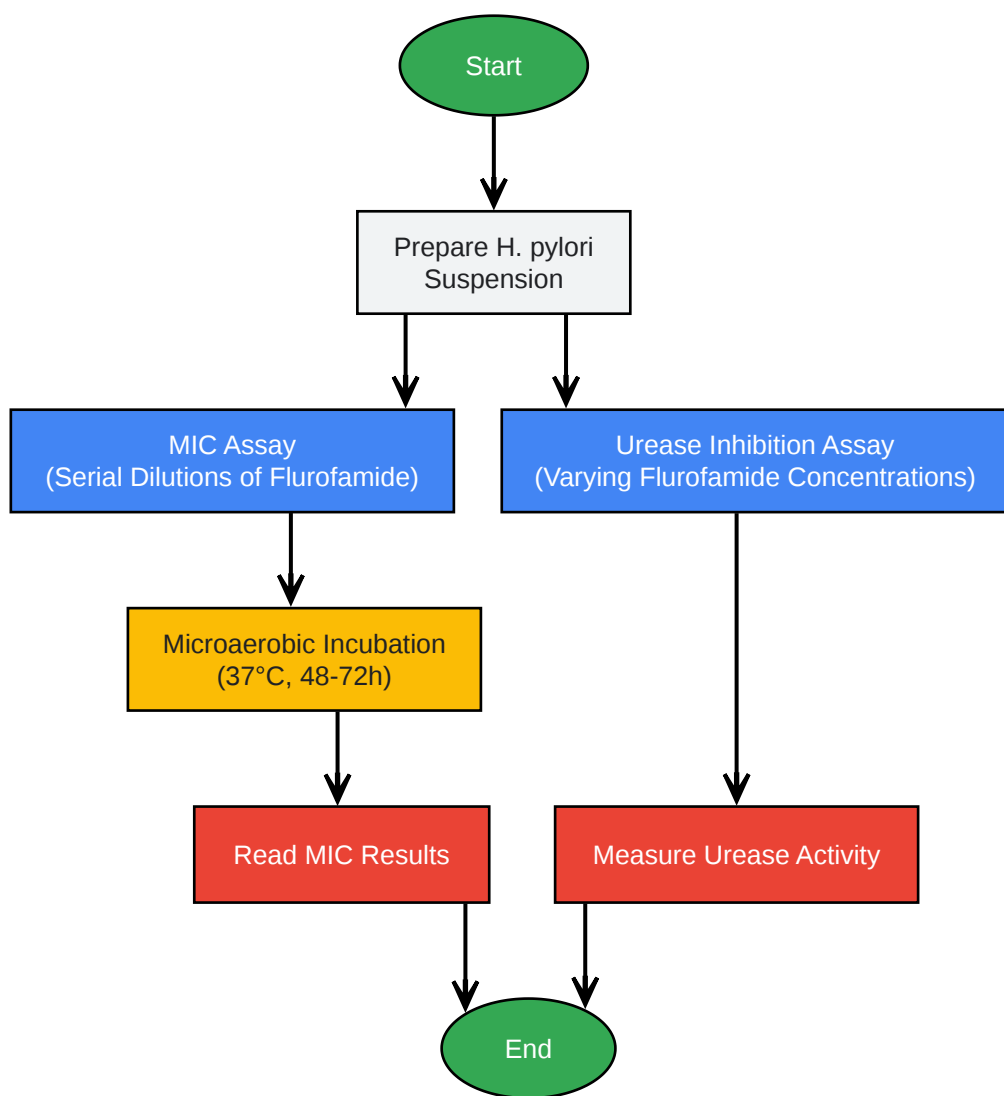 Start
Prepare H. pylori
Suspension
MIC Assay
(Serial Dilutions of Flurofamide)
Urease Inhibition Assay
(Varying Flurofamide Concentrations)
Microaerobic Incubation
(37°C, 48-72h)
Read MIC Results
Measure Urease Activity
End